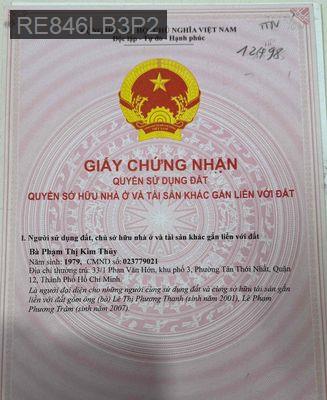 RE846LB3P2
CHỦ NGHĨA VIỆT NAM
Độc lập - Tự do - Hạnh phúc
GIẤY CHỨNG NHẬN
QUYỀN SỬ DỤNG ĐẤT
QUYỀN SỞ HỮU NHÀ Ở VÀ TÀI SẢN KHÁC GẮN LIỀN VỚI ĐẤT
I. Người sử dụng đất, chủ sở hữu nhà ở và tài sản khác gắn liền với đất
Bà Phạm Thị Kim Thủy
Năm sinh: 1979, CMND số: 023779021
Địa chỉ thường trú: 33/1 Phan Văn Hớn, khu phố 3, Phường Tân Thới Nhất, Quận
12, Thành Phố Hồ Chí Minh.
Là người đại diện cho những người cùng sử dụng đất và cùng sở hữu tài sản gắn
liền với đất gồm ông (bà) Lê Thị Phương Thanh (sinh năm 2001), Lê Phạm
Phương Trâm (sinh năm 2007).